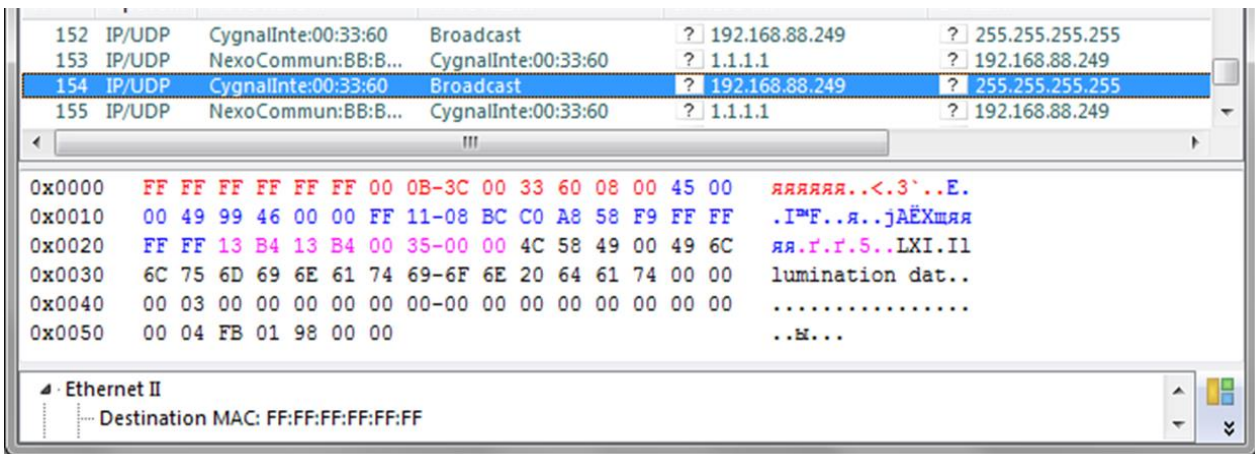 152 IP/UDP CygnalInte:00:33:60 Broadcast ? 192.168.88.249 ? 255.255.255.255
153 IP/UDP NexoCommun:BB:B... CygnalInte:00:33:60 ? 1.1.1.1 ? 192.168.88.249
154 IP/UDP CygnalInte:00:33:60 Broadcast ? 192.168.88.249 ? 255.255.255.255
155 IP/UDP NexoCommun:BB:B... CygnalInte:00:33:60 ? 1.1.1.1 ? 192.168.88.249
0x0000 FF FF FF FF FF FF 00 0B-3C 00 33 60 08 00 45 00 яяяяяя..<.3`..E.
0x0010 00 49 99 46 00 00 FF 11-08 BC C0 A8 58 F9 FF FF .I™F..я..јАЁXщяя
0x0020 FF FF 13 B4 13 B4 00 35-00 00 4C 58 49 00 49 6C яя.ґ.ґ.5..LXI.Il
0x0030 6C 75 6D 69 6E 61 74 69-6F 6E 20 64 61 74 00 00 lumination dat..
0x0040 00 03 00 00 00 00 00 00-00 00 00 00 00 00 00 00 ................
0x0050 00 04 FB 01 98 00 00 ..ы...
Ethernet II
Destination MAC: FF:FF:FF:FF:FF:FF